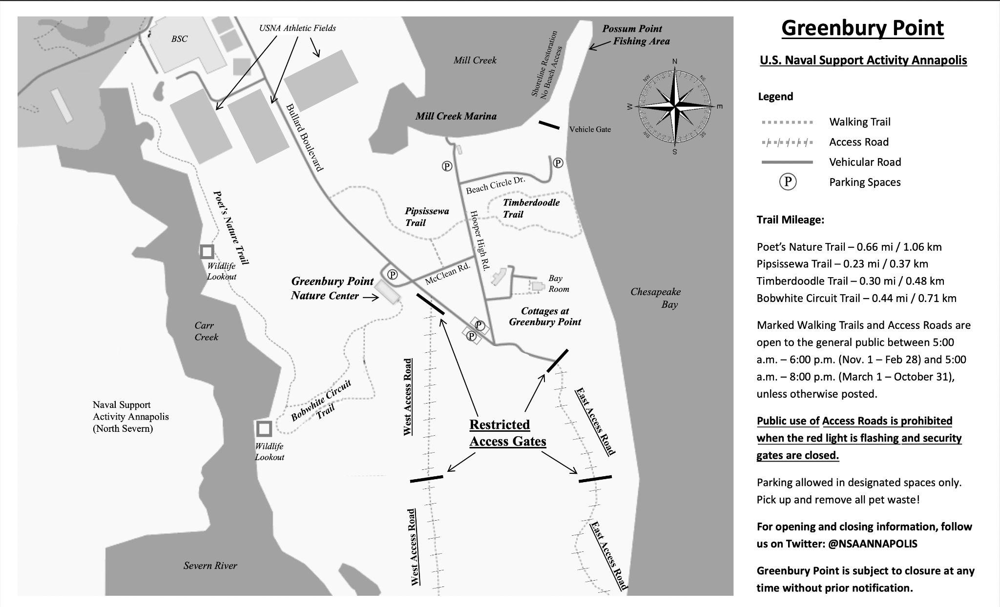 BSC
USNA Athletic Fields
Bullard Boulevard
Mill Creek
Mill Creek Marina
Shoreline Restoration
No Beach Access
Possum Point
Fishing Area
N
NE
E
SE
S
SW
W
NW
Vehicle Gate
P
P
Beach Circle Dr.
Timberdoodle
Trail
Pipsissewa
Trail
Hooper High Rd.
Poet's Nature Trail
Wildlife
Lookout
McClean Rd.
P
Greenbury Point
Nature Center
Bay
Room
Chesapeake
Bay
Cottages at
Greenbury Point
P
P
Carr
Creek
West Access Road
East Access Road
Bobwhite Circuit
Trail
Naval Support
Activity Annapolis
(North Severn)
Restricted
Access Gates
Wildlife
Lookout
West Access Road
East Access Road
Severn River
Greenbury Point
U.S. Naval Support Activity Annapolis
Legend
Walking Trail
Access Road
Vehicular Road
P Parking Spaces
Trail Mileage:
Poet’s Nature Trail – 0.66 mi / 1.06 km
Pipsissewa Trail – 0.23 mi / 0.37 km
Timberdoodle Trail – 0.30 mi / 0.48 km
Bobwhite Circuit Trail – 0.44 mi / 0.71 km
Marked Walking Trails and Access Roads are
open to the general public between 5:00
a.m. – 6:00 p.m. (Nov. 1 – Feb 28) and 5:00
a.m. – 8:00 p.m. (March 1 – October 31),
unless otherwise posted.
Public use of Access Roads is prohibited
when the red light is flashing and security
gates are closed.
Parking allowed in designated spaces only.
Pick up and remove all pet waste!
For opening and closing information, follow
us on Twitter: @NSAANNAPOLIS
Greenbury Point is subject to closure at any
time without prior notification.